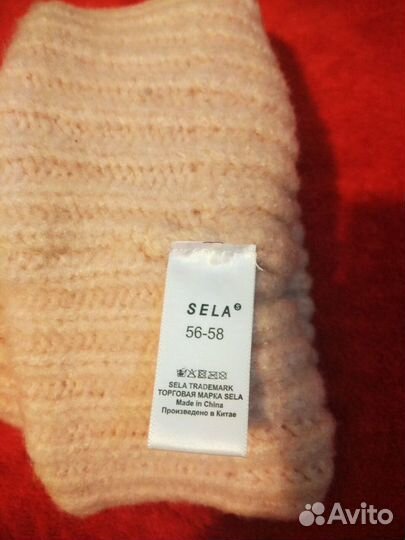 SELA®
56-58
SELA TRADEMARK
ТОРГОВАЯ МАРКА SELA
Made in China
Произведено в Китае
Avito